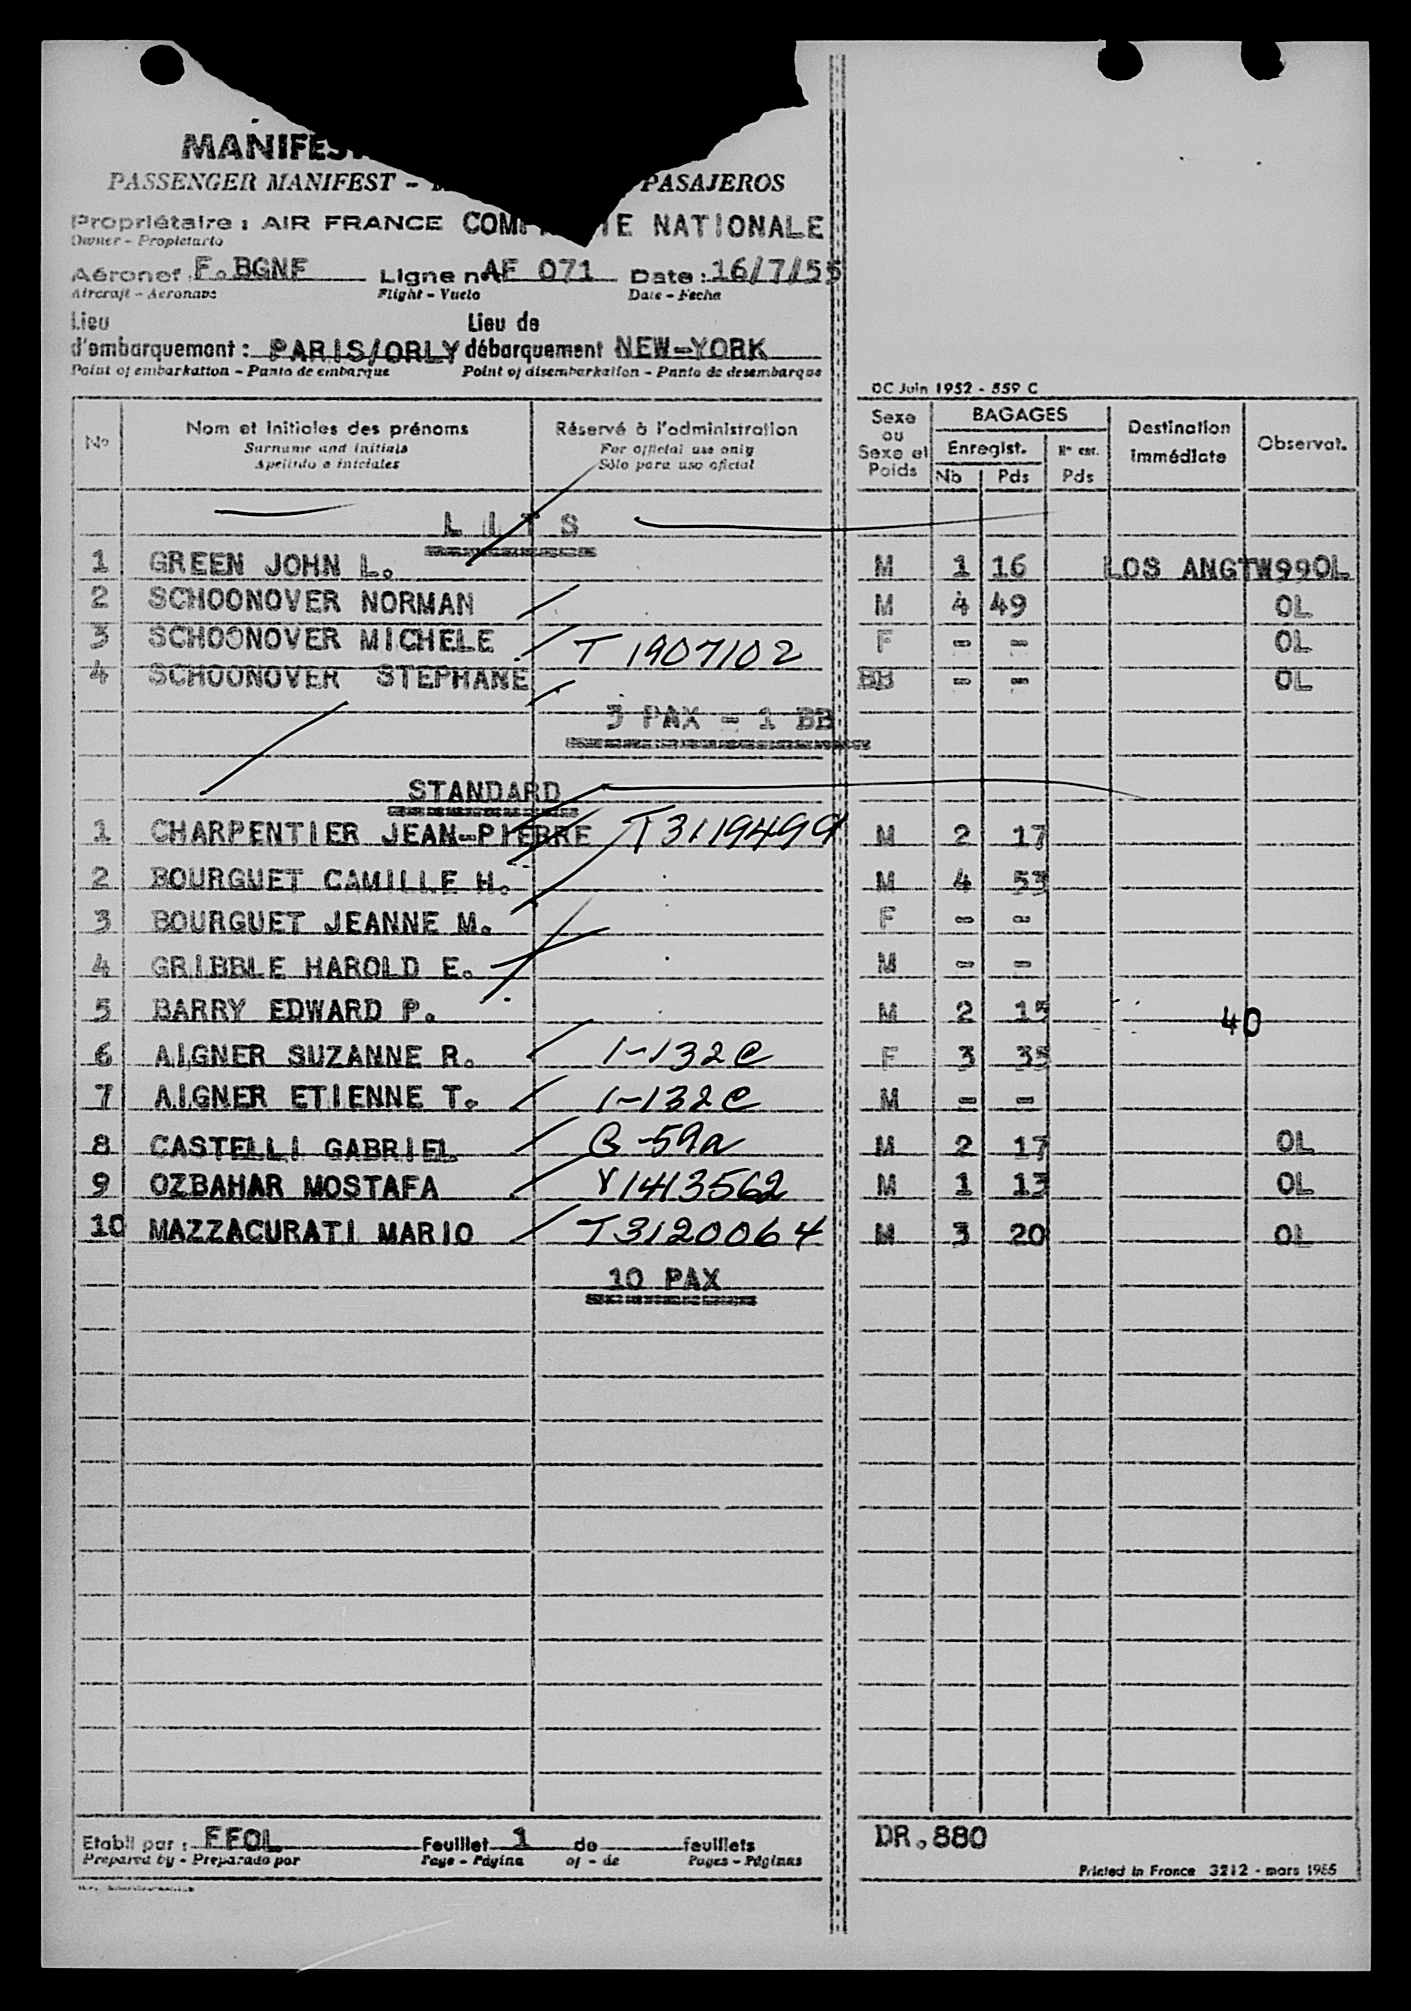 MANIFES
PASSENGER MANIFEST - PASAJEROS
Propriétaire : AIR FRANCE COMP IE NATIONALE
Owner - Propietario
Aéronef : F.BGNF Ligne n° AF 071 Date : 16/7/55
Aircraft - Aeronave Flight - Vuelo Date - Fecha
Lieu Lieu de
d'embarquement : PARIS/ORLY débarquement NEW-YORK
Point of embarkation - Punto de embarque Point of disembarkation - Punto de desembarque
OC Juin 1952 - 559 C
N° Nom et initiales des prénoms Réservé à l'administration Sexe ou Sexe et Poids BAGAGES Destination immédiate Observat.
Surname and initials For official use only Enregist.
Apellido e iniciales Sólo para uso oficial Nb Pds Pds
L I T S
1 GREEN JOHN L. M 1 16 LOS ANGTW990L
2 SCHOONOVER NORMAN M 4 49 OL
3 SCHOONOVER MICHELE T 1907102 F - - OL
4 SCHOONOVER STEPHANE BB - - OL
3 PAX - 1 BB
STANDARD
1 CHARPENTIER JEAN-PIERRE T3119499 M 2 17
2 BOURGUET CAMILLE H. M 4 53
3 BOURGUET JEANNE M. F - -
4 GRIBBLE HAROLD E. M - -
5 BARRY EDWARD P. M 2 15 40
6 AIGNER SUZANNE R. 1-132C F 3 35
7 AIGNER ETIENNE T. 1-132C M - -
8 CASTELLI GABRIEL G-59a M 2 17 OL
9 OZBAHAR MOSTAFA V1413562 M 1 13 OL
10 MAZZACURATI MARIO T3120064 M 3 20 OL
10 PAX
Etabli par : FFOL Feuillet 1 de feuillets DR.880
Prepared by - Preparado por Page - Página of - de Pages - Páginas
Printed in France 3212 - mars 1955